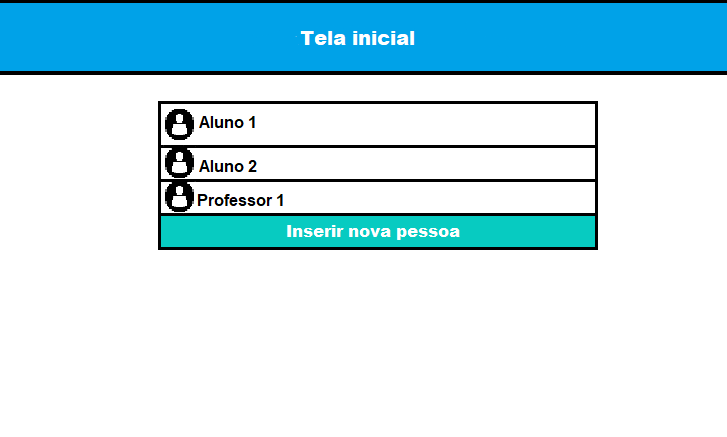 Tela inicial
Aluno 1
Aluno 2
Professor 1
Inserir nova pessoa